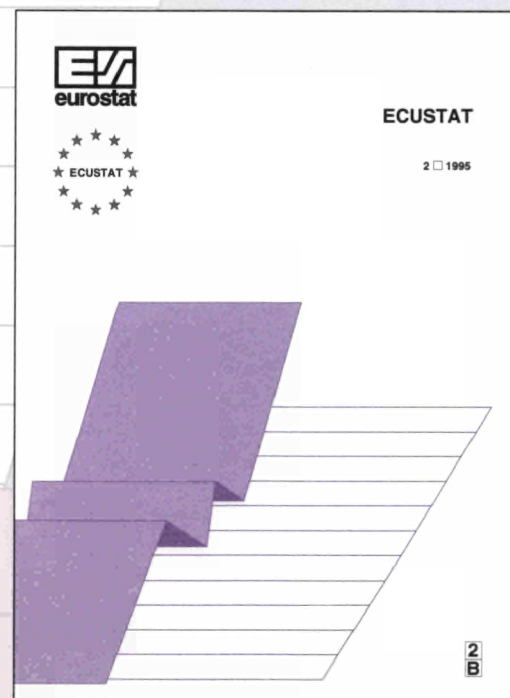 eurostat
ECUSTAT
ECUSTAT
2 □ 1995
2
B